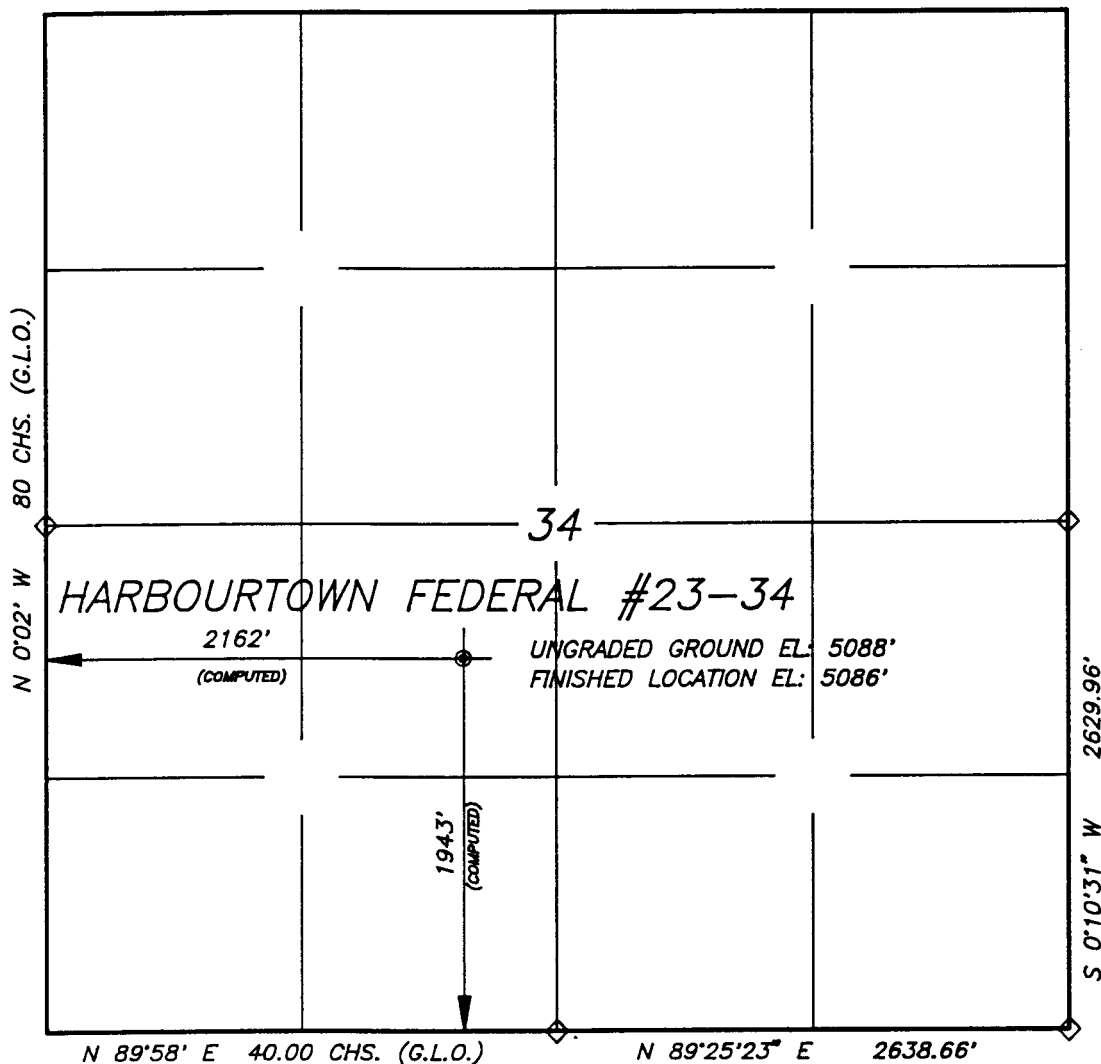 80 CHS. (G.L.O.)
N 0°02' W
34
HARBOURTOWN FEDERAL #23-34
2162'
(COMPUTED)
UNGRADED GROUND EL: 5088'
FINISHED LOCATION EL: 5086'
2629.96'
S 0°10'31" W
1943'
(COMPUTED)
N 89°58' E 40.00 CHS. (G.L.O.)
N 89°25'23" E 2638.66'